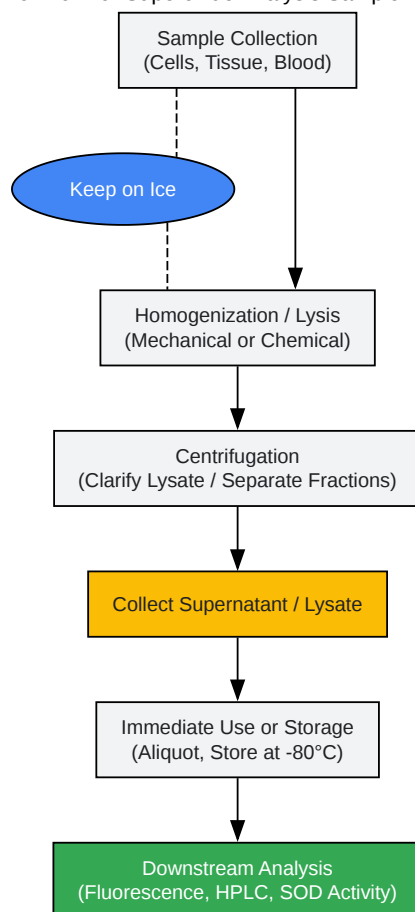 Sample Collection
(Cells, Tissue, Blood)
Keep on Ice
Homogenization / Lysis
(Mechanical or Chemical)
Centrifugation
(Clarify Lysate / Separate Fractions)
Collect Supernatant / Lysate
Immediate Use or Storage
(Aliquot, Store at -80°C)
Downstream Analysis
(Fluorescence, HPLC, SOD Activity)